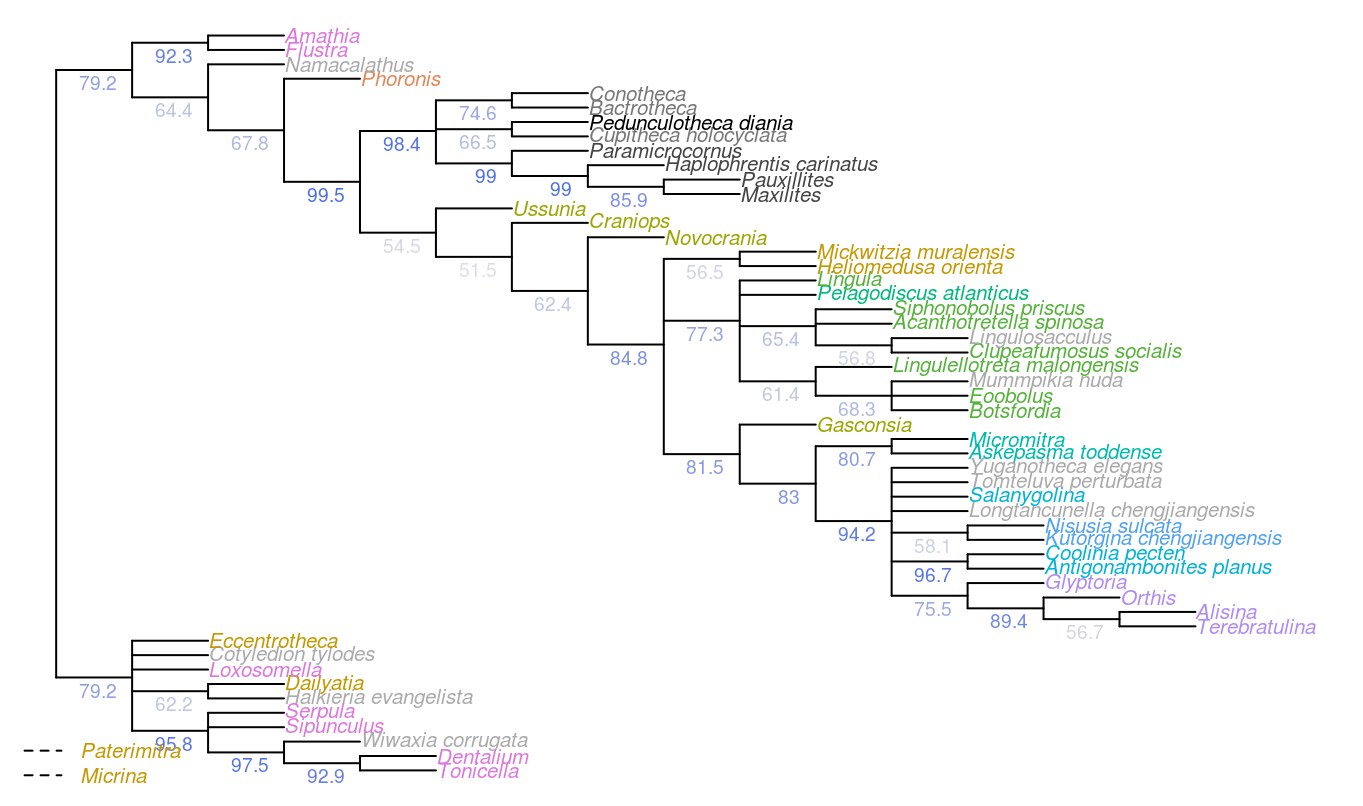 Amathia
92.3
Flustra
Namacalathus
79.2
Phoronis
64.4
67.8
Conotheca
74.6
Bactrotheca
Pedunculotheca diania
Cupitheca holocyclata
98.4
66.5
Paramicrocornus
Haplophrentis carinatus
99
Pauxillites
99
Maxilites
99.5
85.9
Ussunia
Craniops
Novocrania
54.5
Mickwitzia muralensis
51.5
56.5
Heliomedusa orienta
Lingula
Pelagodiscus atlanticus
62.4
Siphonobolus priscus
Acanthotretella spinosa
77.3
65.4
Lingulosacculus
Clupeafumosus socialis
84.8
56.8
Lingulellotreta malongensis
Mummpikia nuda
61.4
Eoobolus
68.3
Botsfordia
Gasconsia
Micromitra
Askepasma toddense
81.5
80.7
Yuganotheca elegans
Tomteluva perturbata
83
Salanygolina
Longtancunella chengjiangensis
Nisusia sulcata
94.2
Kutorgina chengjiangensis
58.1
Coolinia pecten
Antigonambonites planus
96.7
Glyptoria
Orthis
75.5
Alisina
89.4
Terebratulina
56.7
Eccentrotheca
Cotyledion tylodes
Loxosomella
Dailyatia
79.2
Halkieria evangelista
62.2
Serpula
Sipunculus
95.8
Wiwaxia corrugata
Paterimitra
Dentalium
97.5
Tonicella
Micrina
92.9